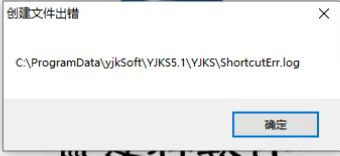 创建文件出错
C:\ProgramData\yjkSoft\YJKS5.1\YJKS\ShortcutErr.log
确定